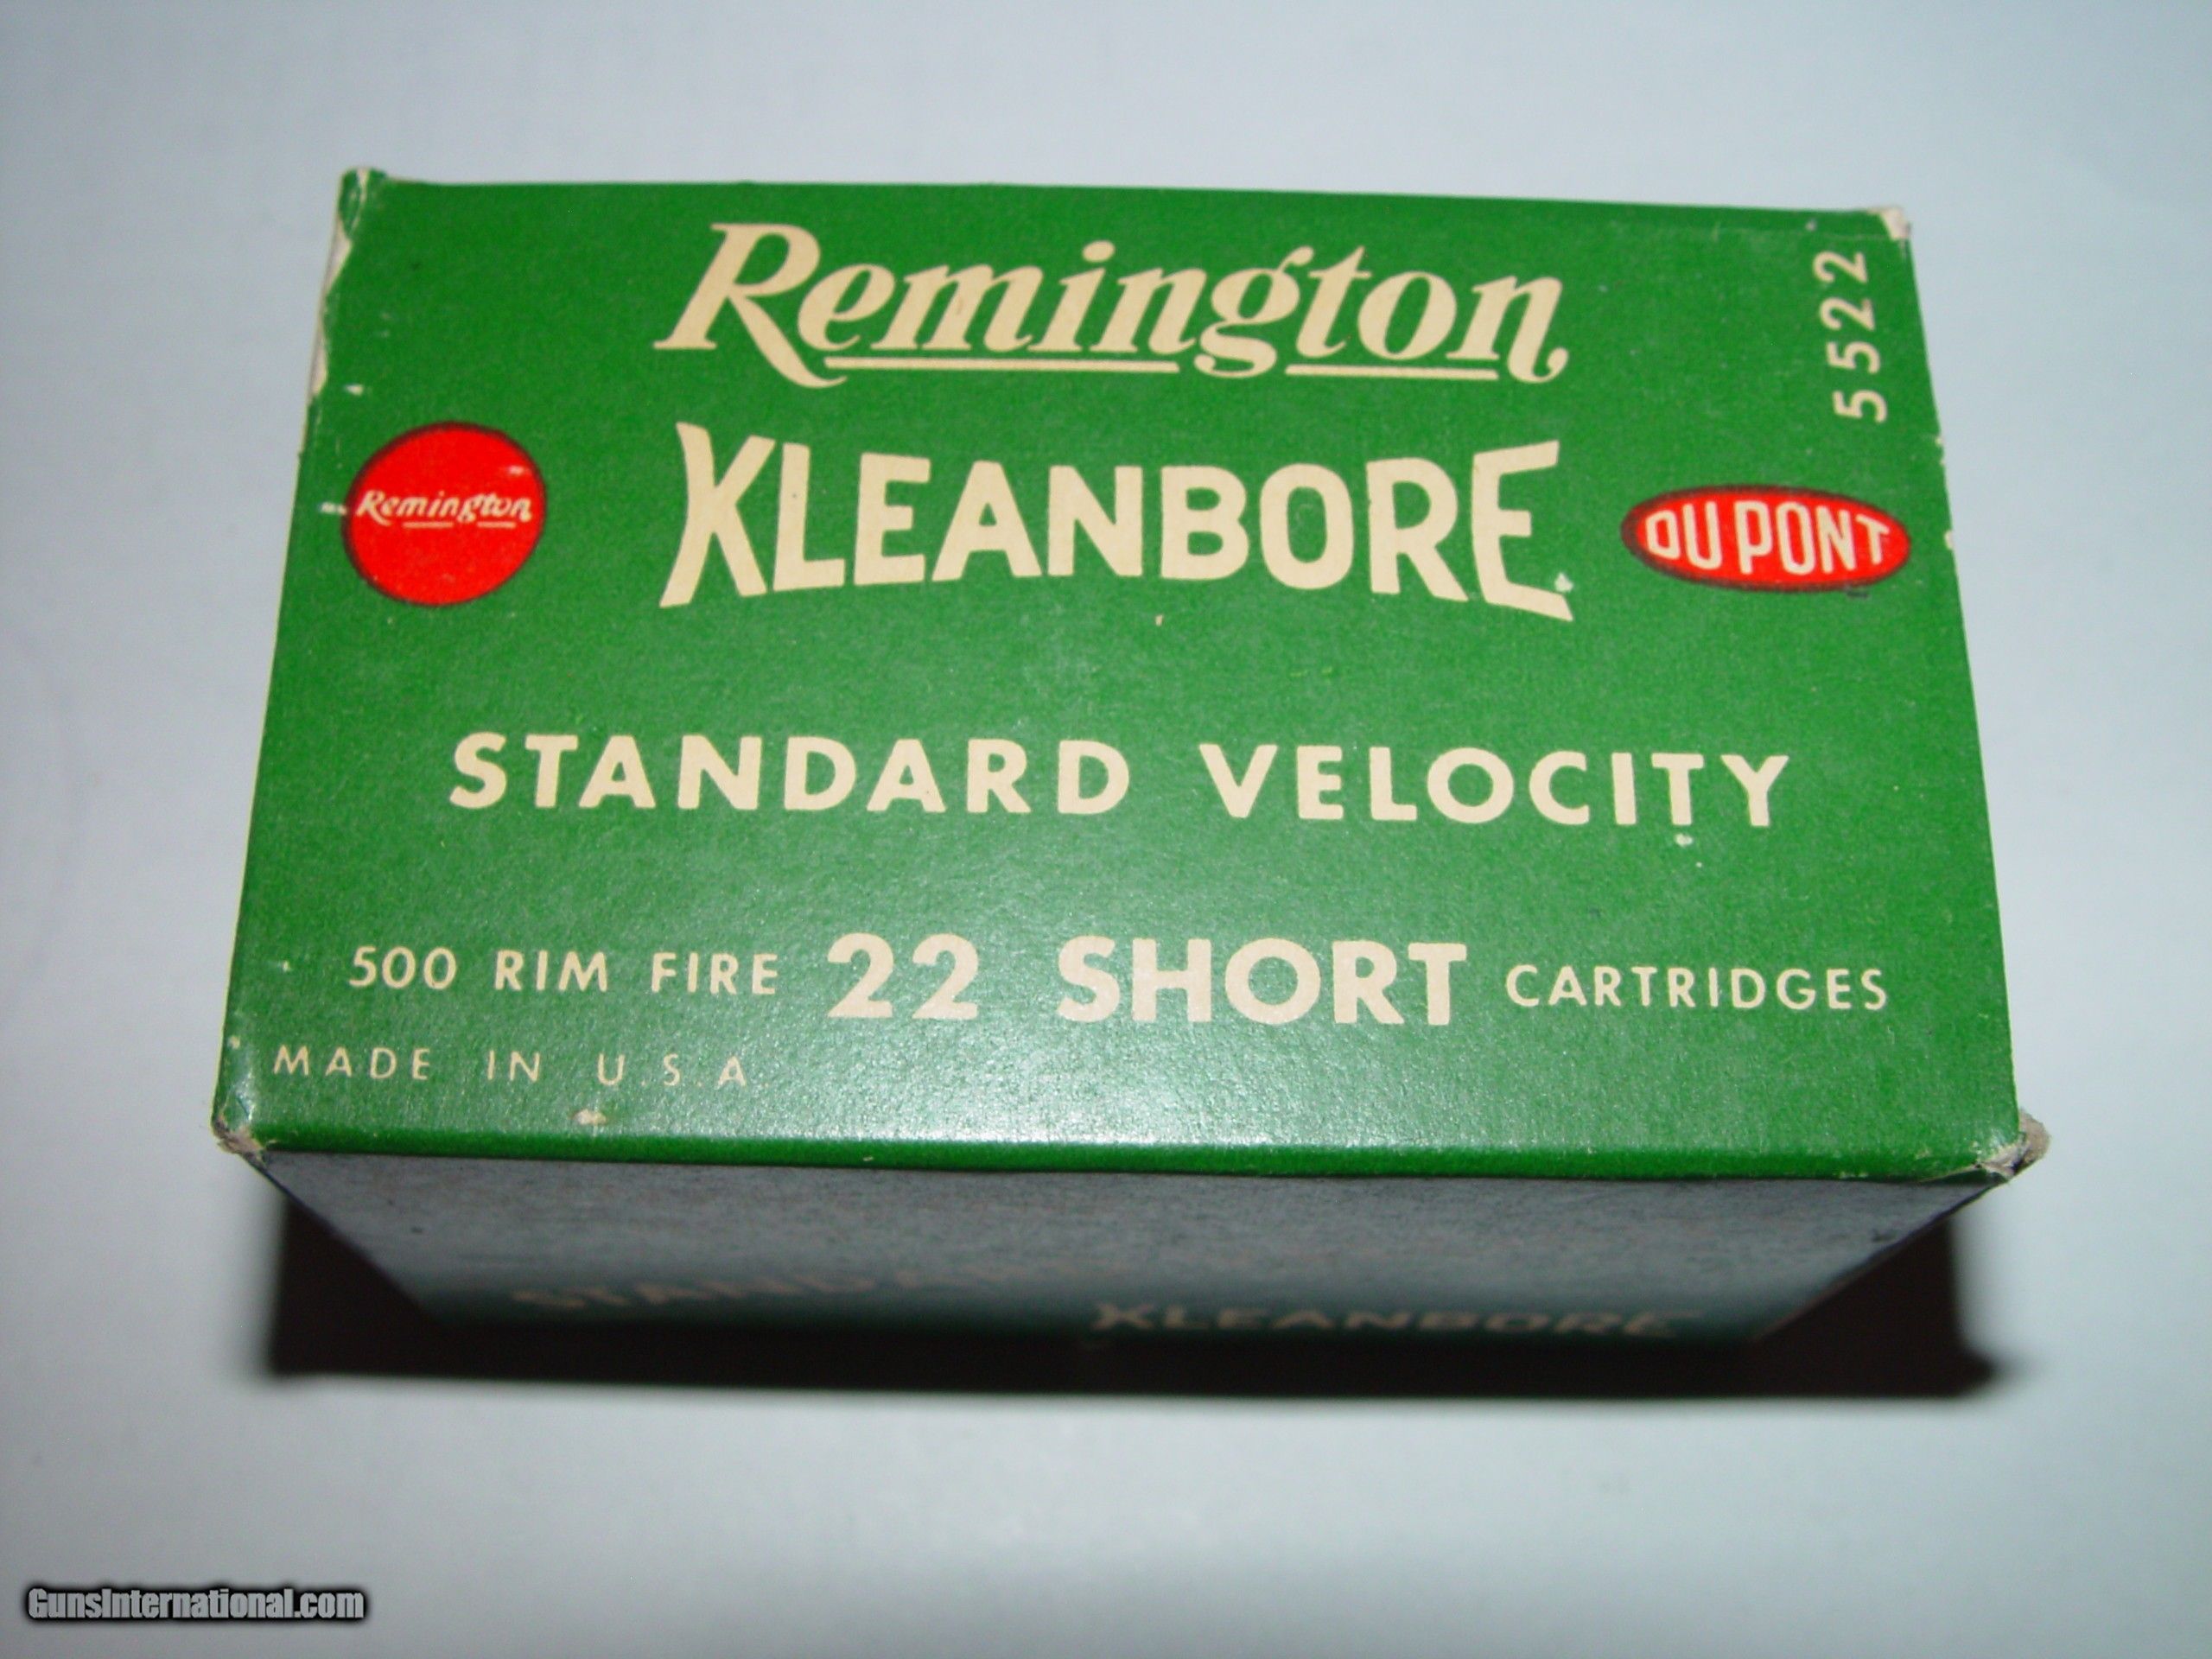 Remington
5522
Remington
KLEANBORE
DU PONT
STANDARD VELOCITY
500 RIM FIRE 22 SHORT CARTRIDGES
MADE IN U.S.A.
STANDARD
KLEANBORE
GunsInternational.com